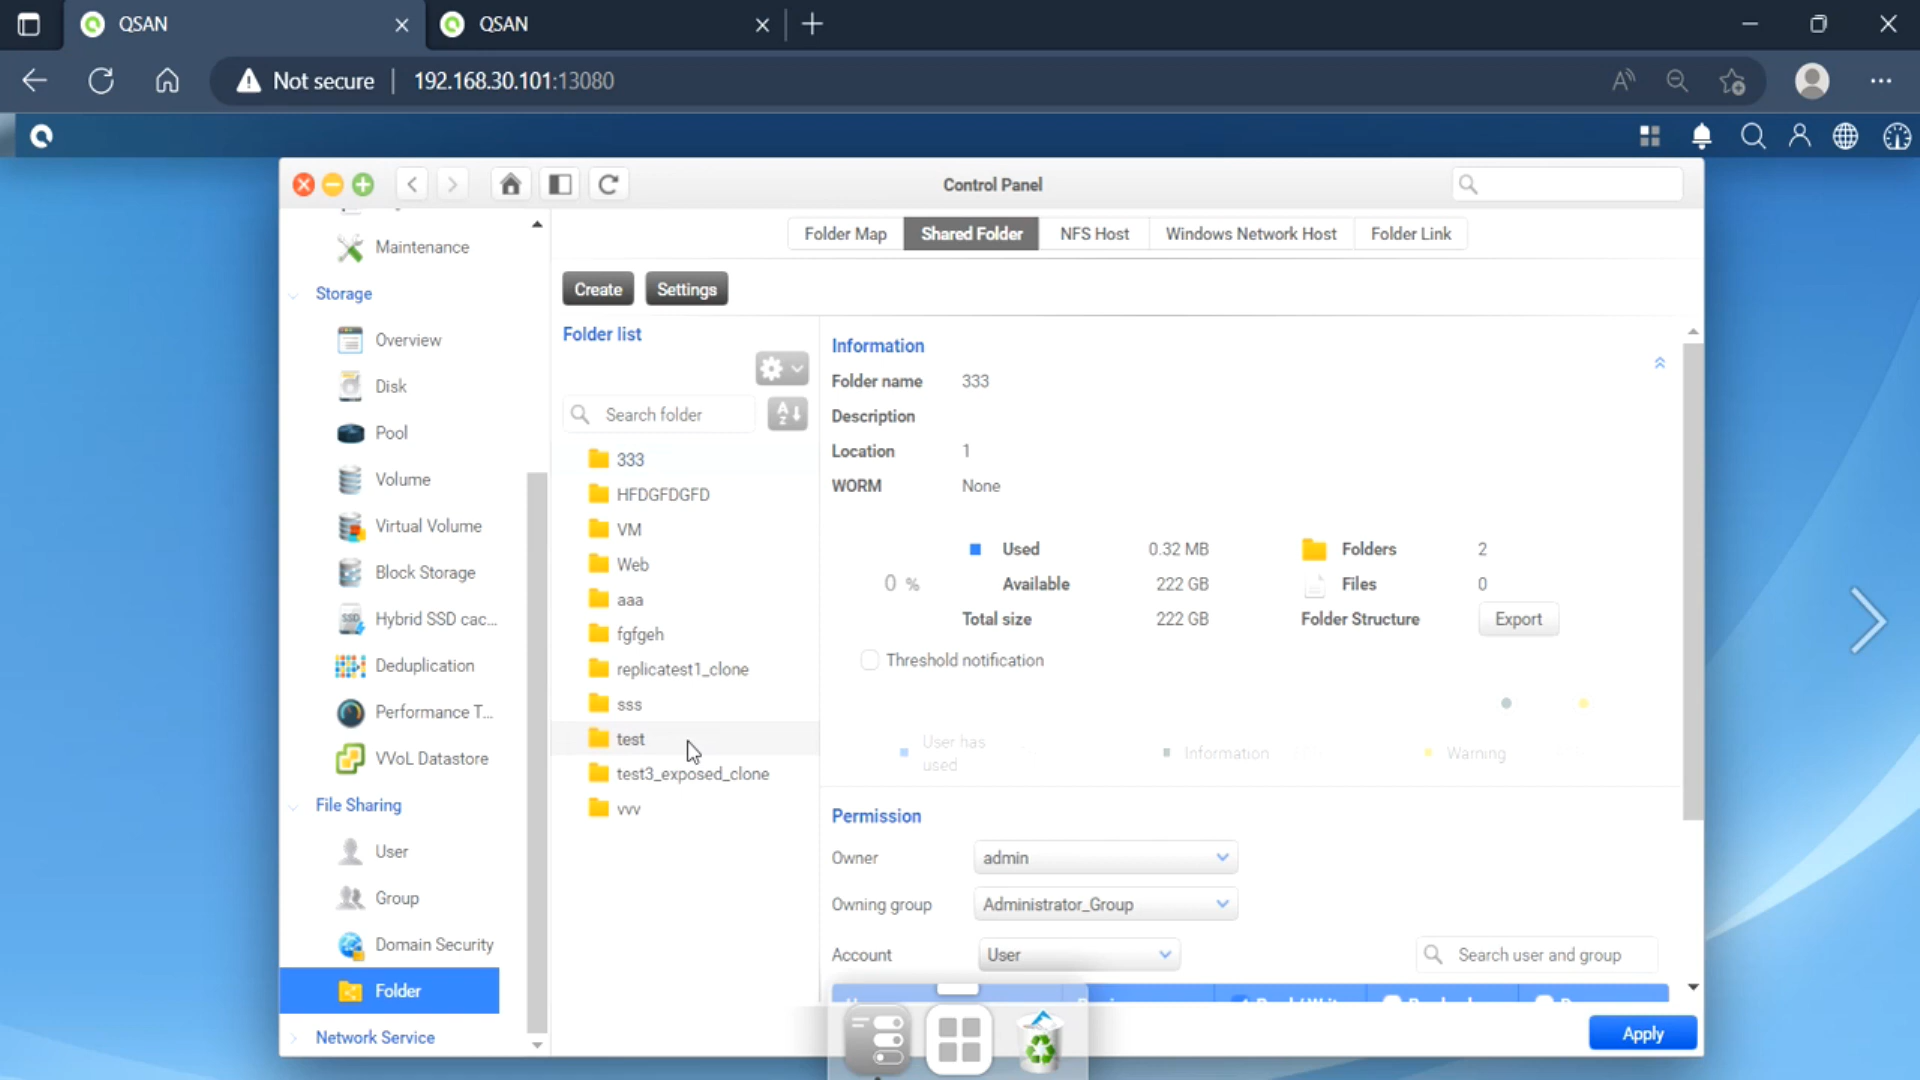 QSAN
QSAN
Not secure
192.168.30.101:13080
Control Panel
Maintenance
Storage
Overview
Disk
Pool
Volume
Virtual Volume
Block Storage
Hybrid SSD cac...
Deduplication
Performance T...
VVoL Datastore
File Sharing
User
Group
Domain Security
Folder
Network Service
Folder Map
Shared Folder
NFS Host
Windows Network Host
Folder Link
Create
Settings
Folder list
Search folder
333
HFDGFDGFD
VM
Web
aaa
fgfgeh
replicatest1_clone
sss
test
test3_exposed_clone
vvv
Information
Folder name 333
Description
Location 1
WORM None
Used 0.32 MB
Folders 2
0 %
Available 222 GB
Files 0
Total size 222 GB
Folder Structure Export
Threshold notification
User has
used
Information
Warning
Permission
Owner admin
Owning group Administrator_Group
Account User
Search user and group
Apply